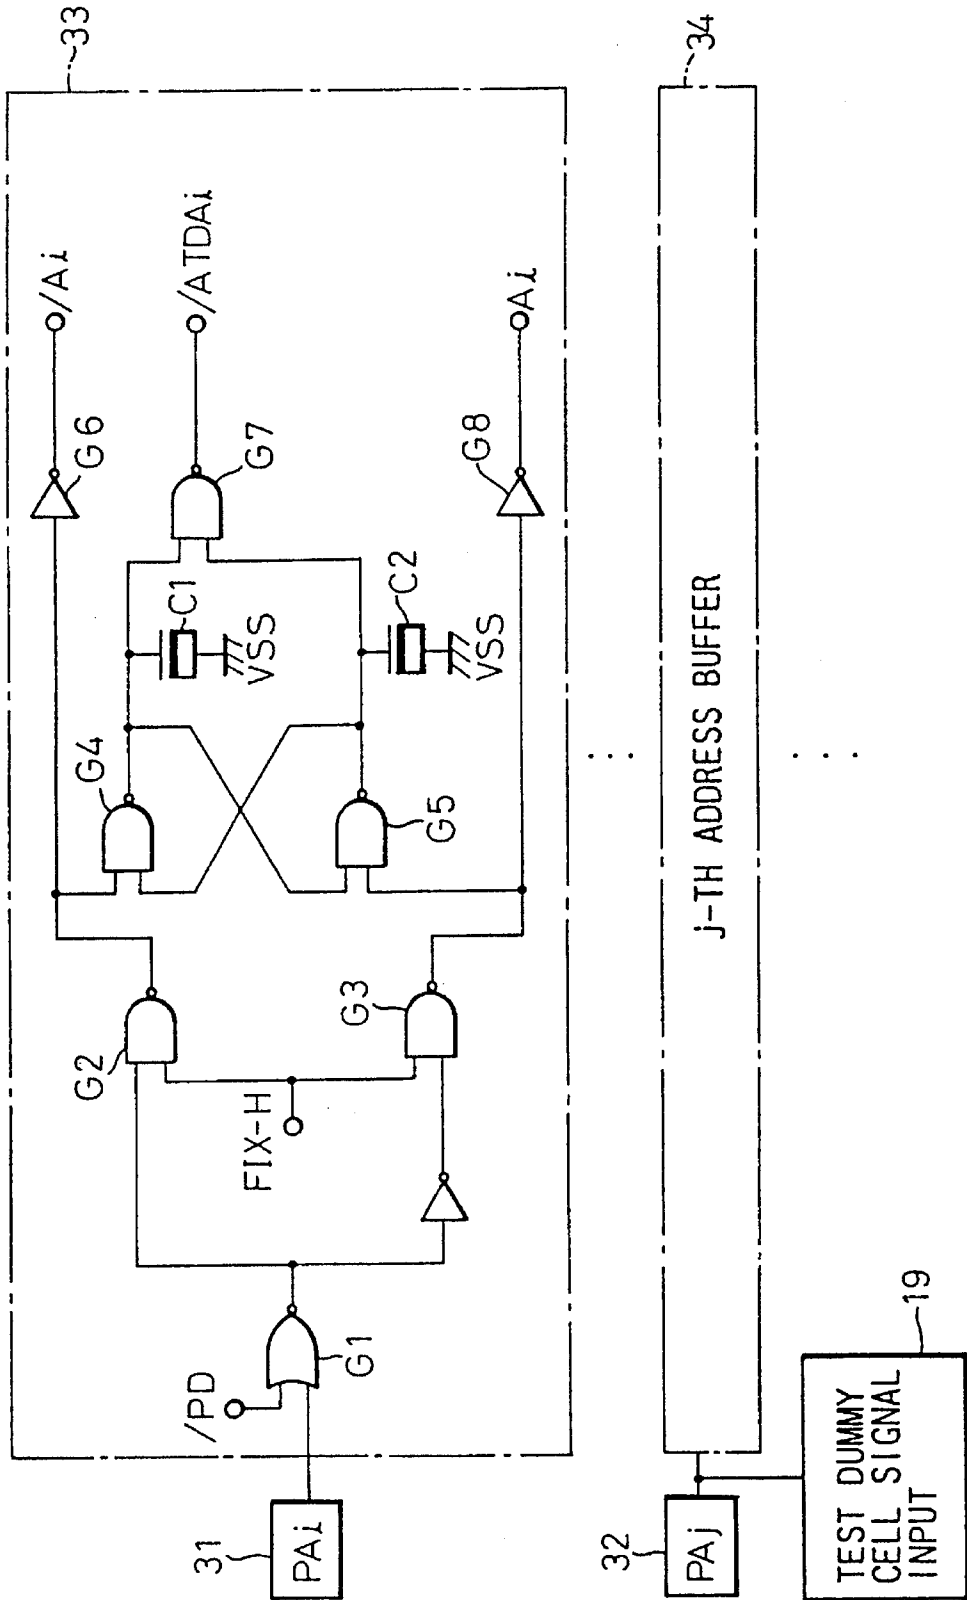 33
/Ai
/ATDAi
Ai
G6
G7
G8
C1
VSS
C2
VSS
G4
G5
G2
G3
FIX-H
G1
/PD
31
PAi
...
34
j-TH ADDRESS BUFFER
...
32
PAj
19
TEST DUMMY
CELL SIGNAL
INPUT